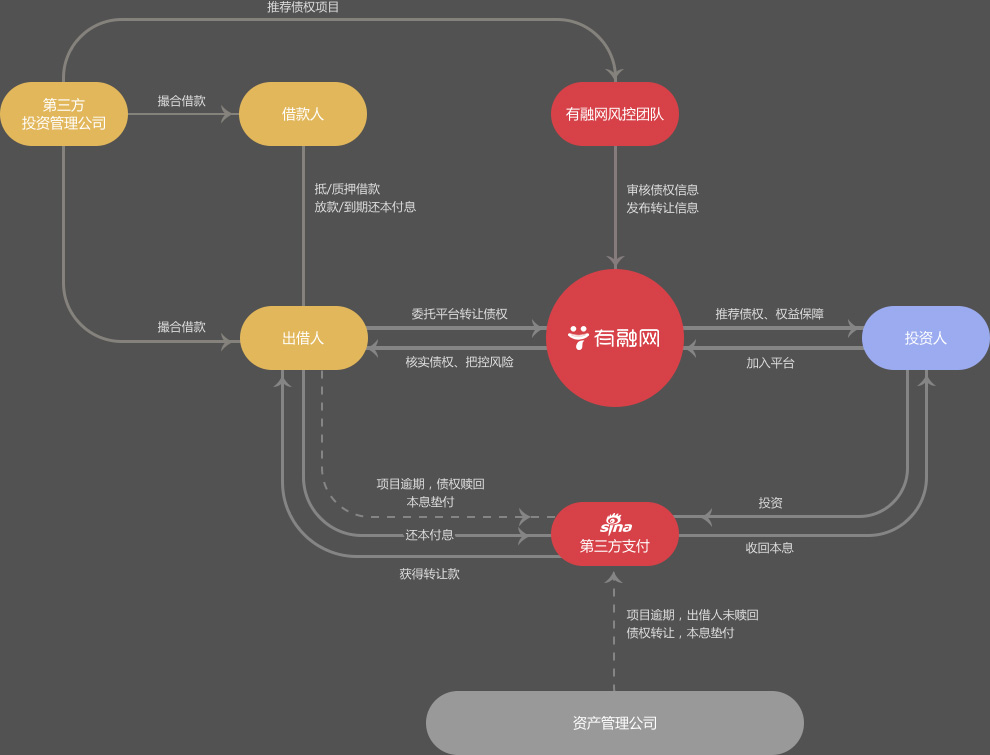 推荐债权项目
第三方
投资管理公司
撮合借款
借款人
有融网风控团队
抵/质押借款
放款/到期还本付息
审核债权信息
发布转让信息
撮合借款
出借人
委托平台转让债权
核实债权、把控风险
有融网
推荐债权、权益保障
加入平台
投资人
项目逾期，债权赎回
本息垫付
还本付息
获得转让款
sina
第三方支付
投资
收回本息
项目逾期，出借人未赎回
债权转让，本息垫付
资产管理公司